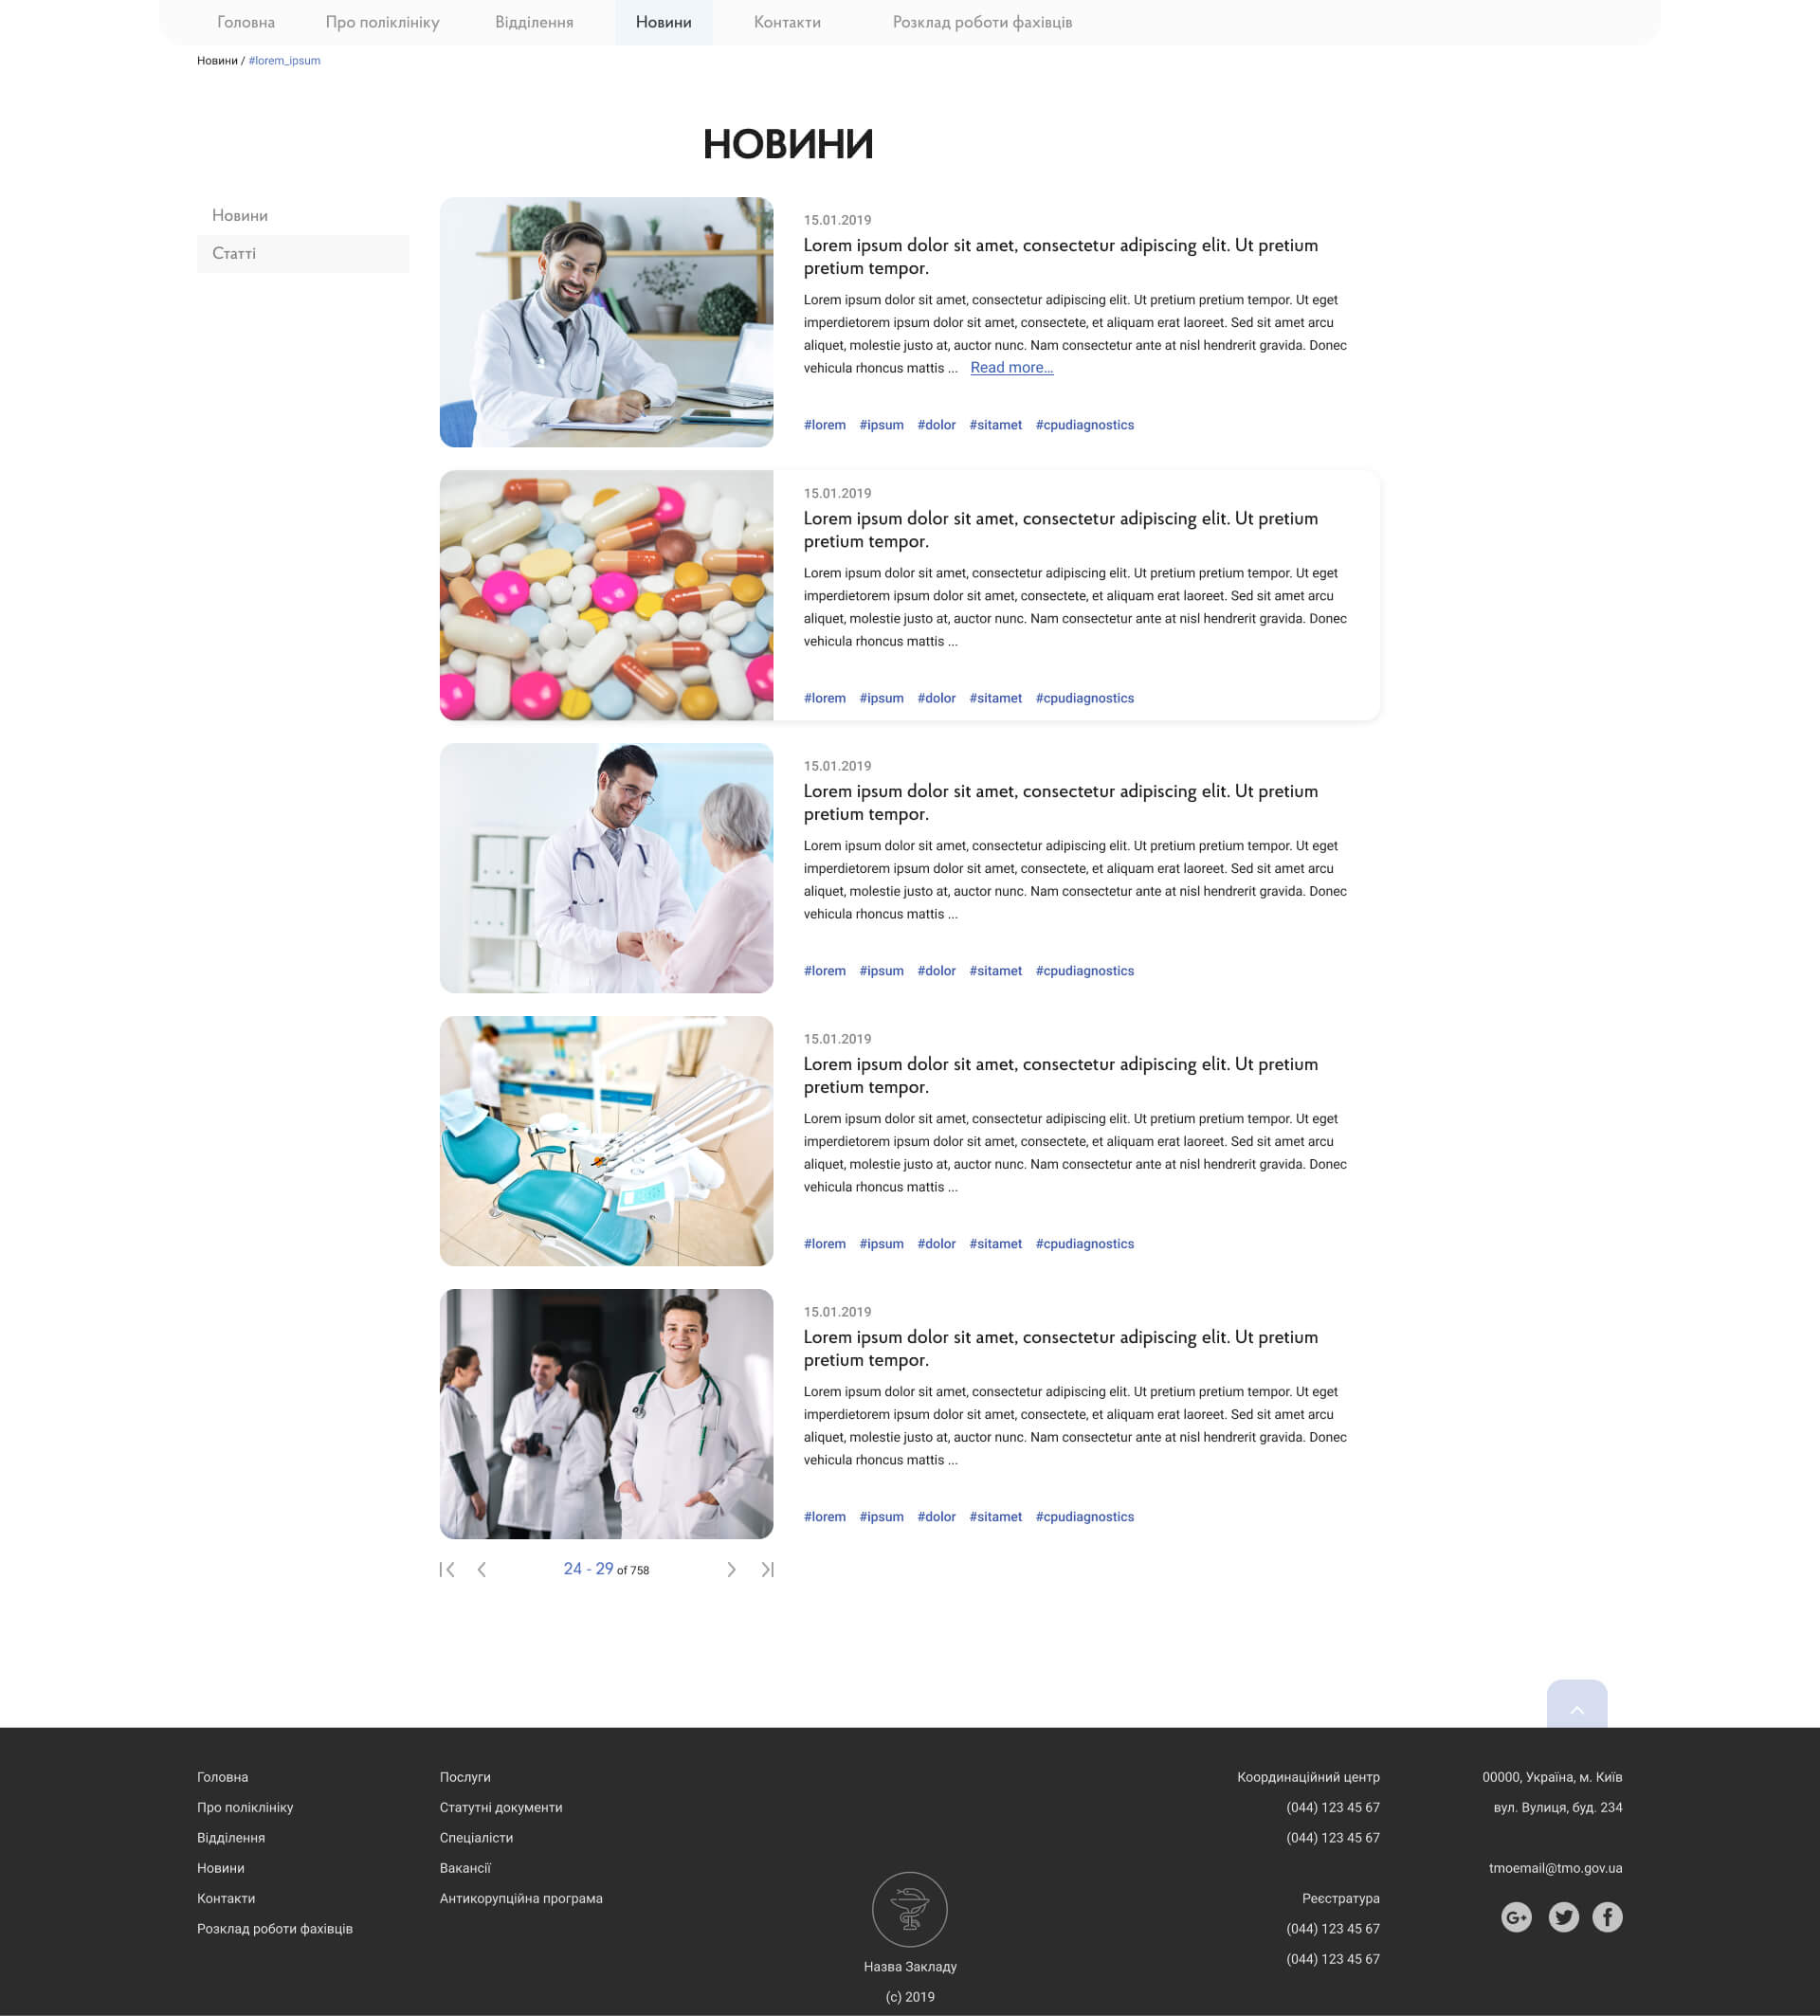 Головна Про поліклініку Відділення Новини Контакти Розклад роботи фахівців
Новини / #lorem_ipsum
НОВИНИ
Новини
Статті
15.01.2019
Lorem ipsum dolor sit amet, consectetur adipiscing elit. Ut pretium
pretium tempor.
Lorem ipsum dolor sit amet, consectetur adipiscing elit. Ut pretium pretium tempor. Ut eget
imperdietorem ipsum dolor sit amet, consectete, et aliquam erat laoreet. Sed sit amet arcu
aliquet, molestie justo at, auctor nunc. Nam consectetur ante at nisl hendrerit gravida. Donec
vehicula rhoncus mattis ... Read more...
#lorem #ipsum #dolor #sitamet #cpudiagnostics
15.01.2019
Lorem ipsum dolor sit amet, consectetur adipiscing elit. Ut pretium
pretium tempor.
Lorem ipsum dolor sit amet, consectetur adipiscing elit. Ut pretium pretium tempor. Ut eget
imperdietorem ipsum dolor sit amet, consectete, et aliquam erat laoreet. Sed sit amet arcu
aliquet, molestie justo at, auctor nunc. Nam consectetur ante at nisl hendrerit gravida. Donec
vehicula rhoncus mattis ...
#lorem #ipsum #dolor #sitamet #cpudiagnostics
15.01.2019
Lorem ipsum dolor sit amet, consectetur adipiscing elit. Ut pretium
pretium tempor.
Lorem ipsum dolor sit amet, consectetur adipiscing elit. Ut pretium pretium tempor. Ut eget
imperdietorem ipsum dolor sit amet, consectete, et aliquam erat laoreet. Sed sit amet arcu
aliquet, molestie justo at, auctor nunc. Nam consectetur ante at nisl hendrerit gravida. Donec
vehicula rhoncus mattis ...
#lorem #ipsum #dolor #sitamet #cpudiagnostics
15.01.2019
Lorem ipsum dolor sit amet, consectetur adipiscing elit. Ut pretium
pretium tempor.
Lorem ipsum dolor sit amet, consectetur adipiscing elit. Ut pretium pretium tempor. Ut eget
imperdietorem ipsum dolor sit amet, consectete, et aliquam erat laoreet. Sed sit amet arcu
aliquet, molestie justo at, auctor nunc. Nam consectetur ante at nisl hendrerit gravida. Donec
vehicula rhoncus mattis ...
#lorem #ipsum #dolor #sitamet #cpudiagnostics
15.01.2019
Lorem ipsum dolor sit amet, consectetur adipiscing elit. Ut pretium
pretium tempor.
Lorem ipsum dolor sit amet, consectetur adipiscing elit. Ut pretium pretium tempor. Ut eget
imperdietorem ipsum dolor sit amet, consectete, et aliquam erat laoreet. Sed sit amet arcu
aliquet, molestie justo at, auctor nunc. Nam consectetur ante at nisl hendrerit gravida. Donec
vehicula rhoncus mattis ...
#lorem #ipsum #dolor #sitamet #cpudiagnostics
24 - 29 of 758
Головна
Про поліклініку
Відділення
Новини
Контакти
Розклад роботи фахівців
Послуги
Статутні документи
Спеціалісти
Вакансії
Антикорупційна програма
Назва Закладу
(c) 2019
Координаційний центр
(044) 123 45 67
(044) 123 45 67
Реєстратура
(044) 123 45 67
(044) 123 45 67
00000, Україна, м. Київ
вул. Вулиця, буд. 234
tmoemail@tmo.gov.ua